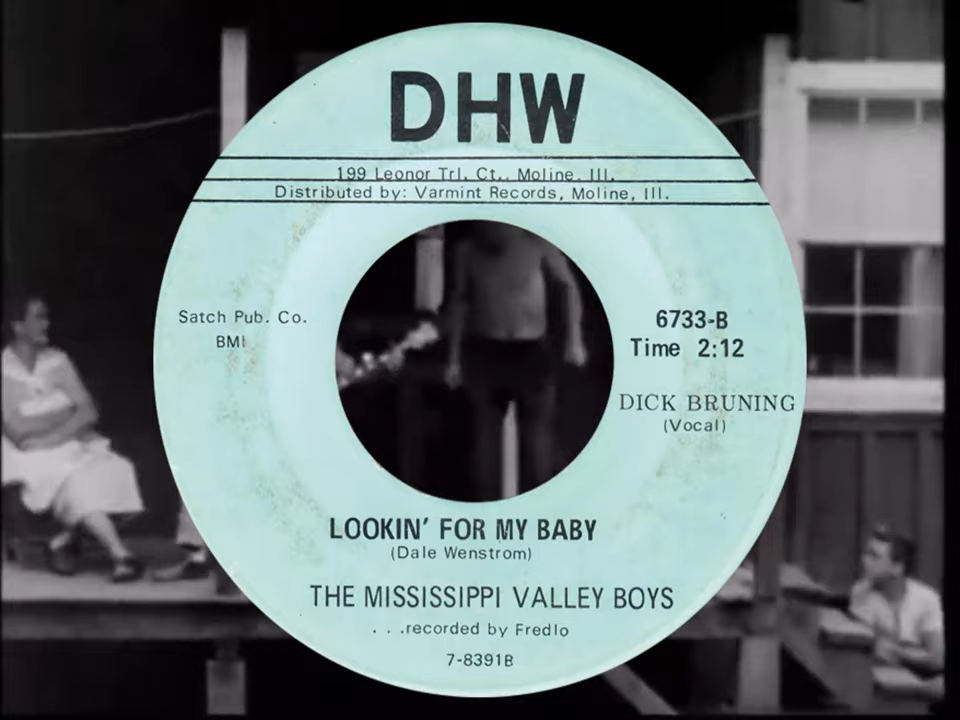 DHW
199 Leonor Trl. Ct., Moline, Ill.
Distributed by: Varmint Records, Moline, Ill.
Satch Pub. Co.
BMI
6733-B
Time 2:12
DICK BRUNING
(Vocal)
LOOKIN' FOR MY BABY
(Dale Wenstrom)
THE MISSISSIPPI VALLEY BOYS
. . .recorded by Fredlo
7-8391B